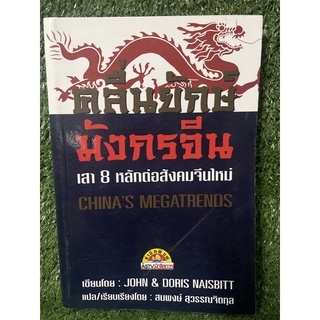 คลื่นยักษ์
มังกรจีน
เสา 8 หลักต่อสังคมจีนใหม่
CHINA'S MEGATRENDS
เขียนโดย : JOHN & DORIS NAISBITT
แปล/เรียบเรียงโดย : สมพงษ์ สุวรรณจิตกุล